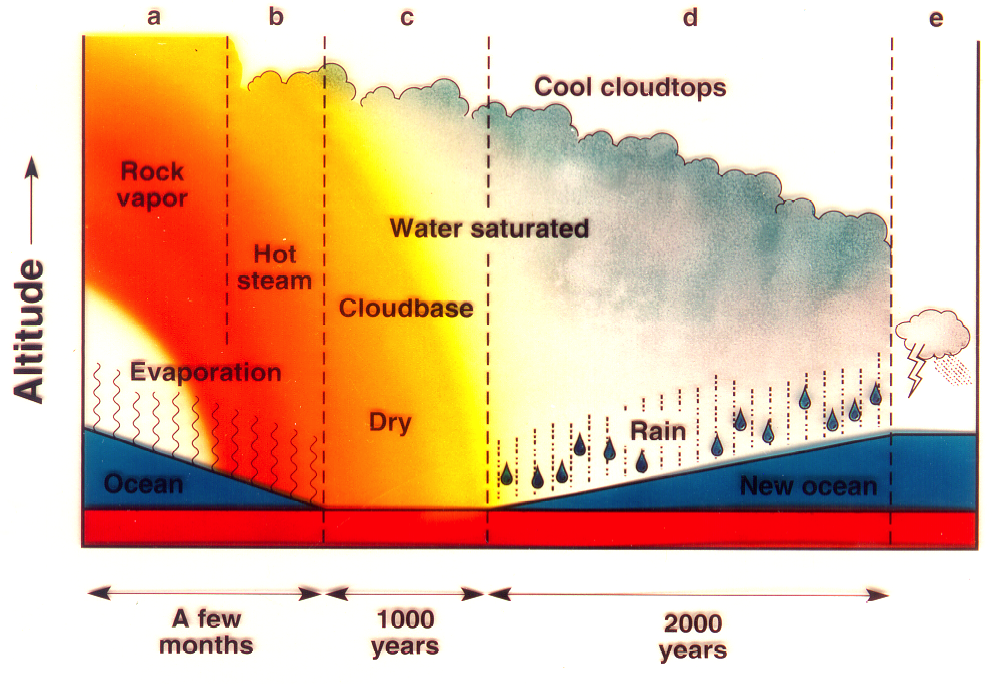 a
b
c
d
e
Cool cloudtops
Rock
vapor
Water saturated
Hot
steam
Cloudbase
Altitude
Evaporation
Dry
Rain
Ocean
New ocean
A few
months
1000
years
2000
years